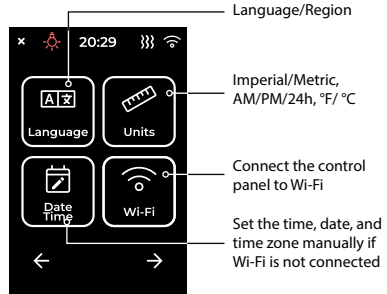 Language/Region
× 20:29
A 文
Language
Units
Imperial/Metric,
AM/PM/24h, °F/ °C
Date
Time
Wi-Fi
Connect the control
panel to Wi-Fi
Set the time, date, and
time zone manually if
Wi-Fi is not connected
← →